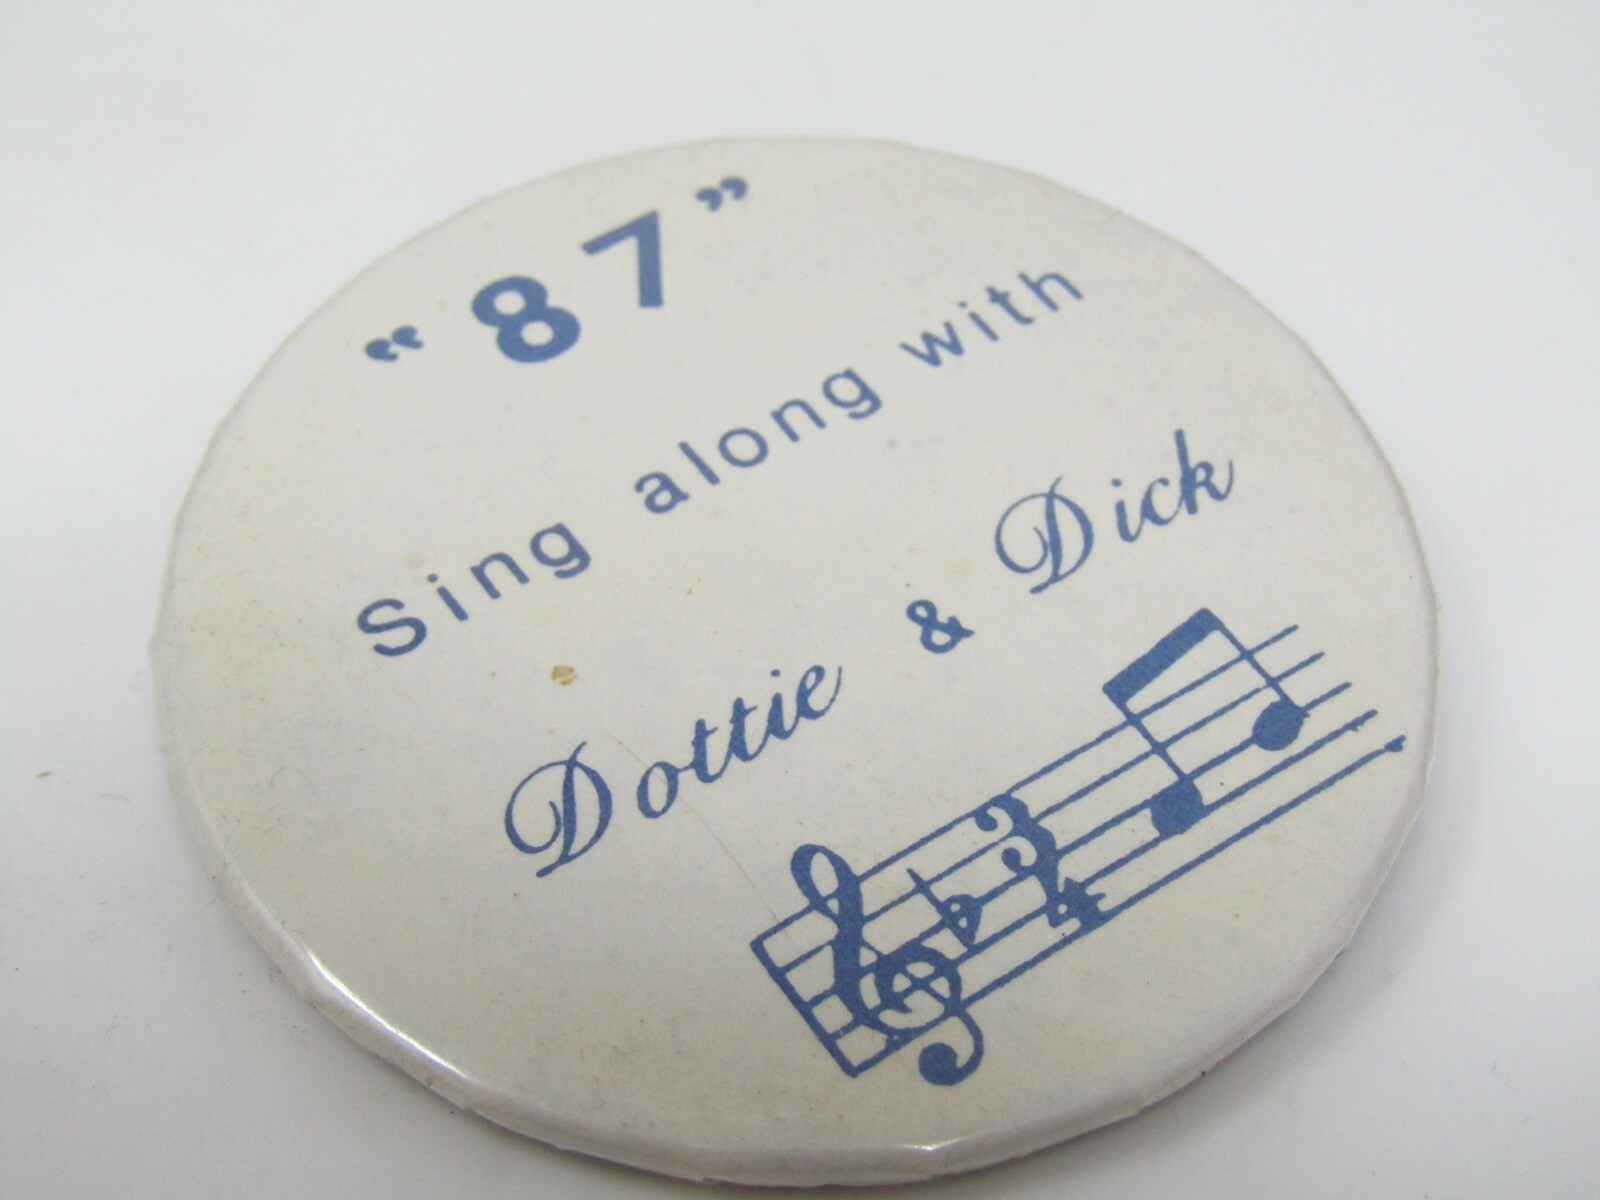 “87”
Sing along with
Dottie & Dick